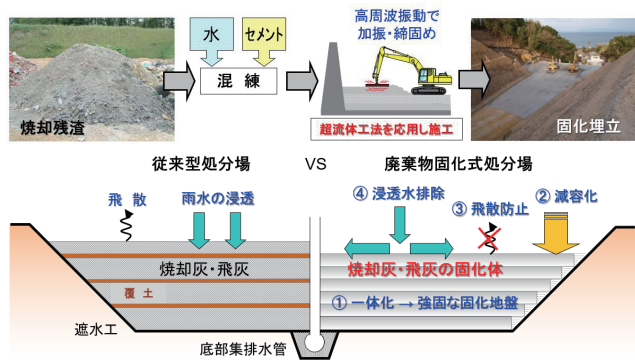 高周波振動で
加振・締固め
水
セメント
混練
焼却残渣
超流体工法を応用し施工
固化埋立
従来型処分場
VS
廃棄物固化式処分場
飛散
雨水の浸透
④ 浸透水排除
③ 飛散防止
② 減容化
焼却灰・飛灰
焼却灰・飛灰の固化体
覆土
① 一体化 → 強固な固化地盤
遮水工
底部集排水管